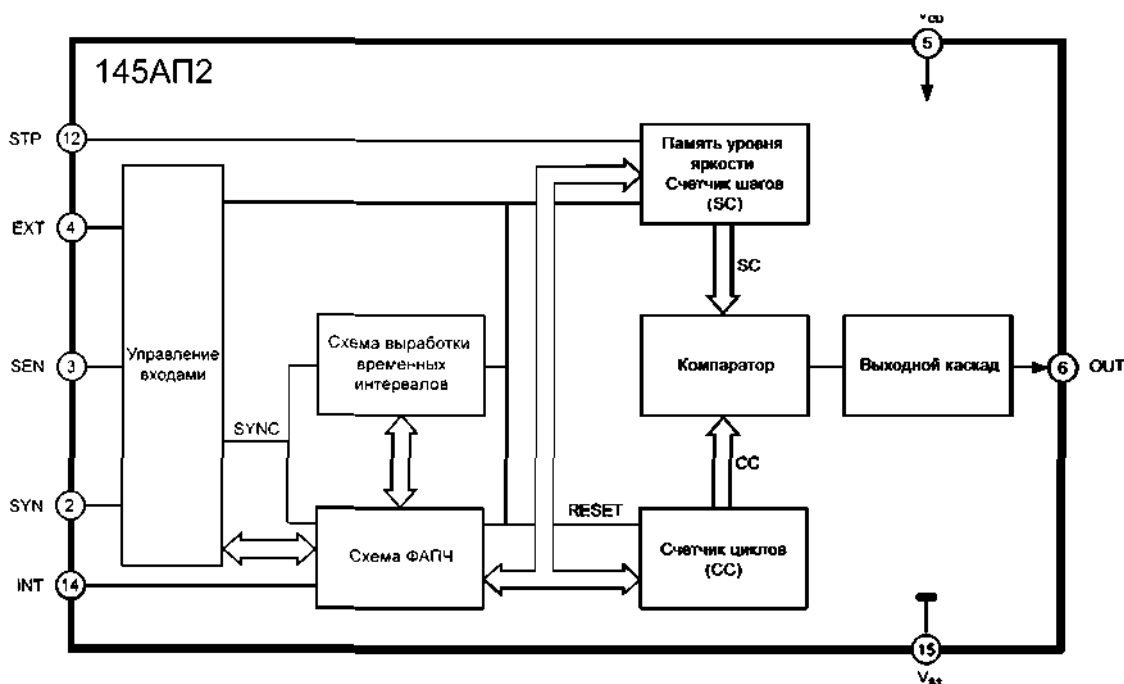 5
145АП2
STP
12
Память уровня
яркости
Счетчик шагов
(SC)
EXT
4
SC
Управление
входами
Схема выработки
временных
интервалов
Компаратор
Выходной каскад
SEN
3
6
OUT
SYNC
CC
SYN
2
RESET
Схема ФАПЧ
Счетчик циклов
(CC)
INT
14
15